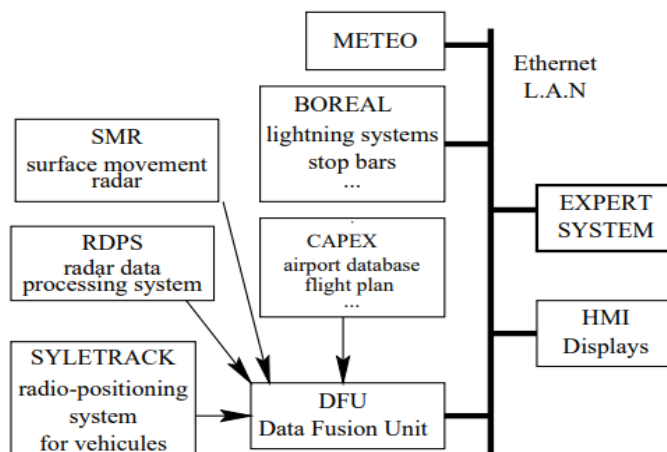 METEO
Ethernet
L.A.N
BOREAL
lightning systems
stop bars
...
SMR
surface movement
radar
EXPERT
SYSTEM
RDPS
radar data
processing system
CAPEX
airport database
flight plan
...
HMI
Displays
SYLETRACK
radio-positioning
system
for vehicules
DFU
Data Fusion Unit